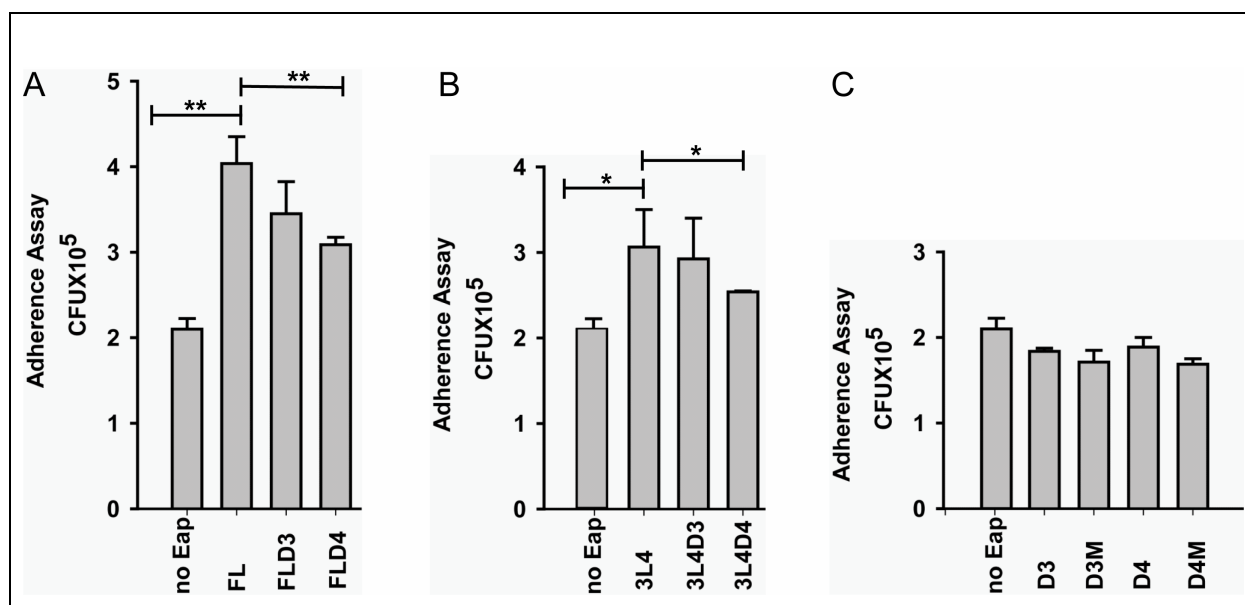 A
5
4
3
2
1
0
Adherence Assay
CFUX10⁵
**
**
no Eap
FL
FLD3
FLD4
B
4
3
2
1
0
Adherence Assay
CFUX10⁵
*
*
no Eap
3L4
3L4D3
3L4D4
C
3
2
1
0
Adherence Assay
CFUX10⁵
no Eap
D3
D3M
D4
D4M